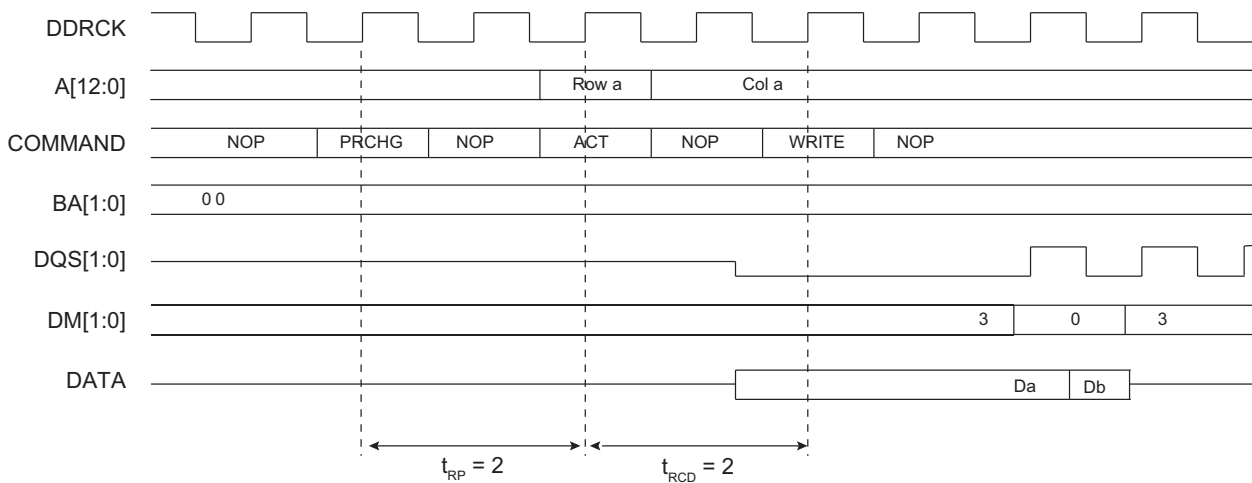 DDRCK
A[12:0] Row a Col a
COMMAND NOP PRCHG NOP ACT NOP WRITE NOP
BA[1:0] 0 0
DQS[1:0]
DM[1:0] 3 0 3
DATA Da Db
tRP = 2 tRCD = 2